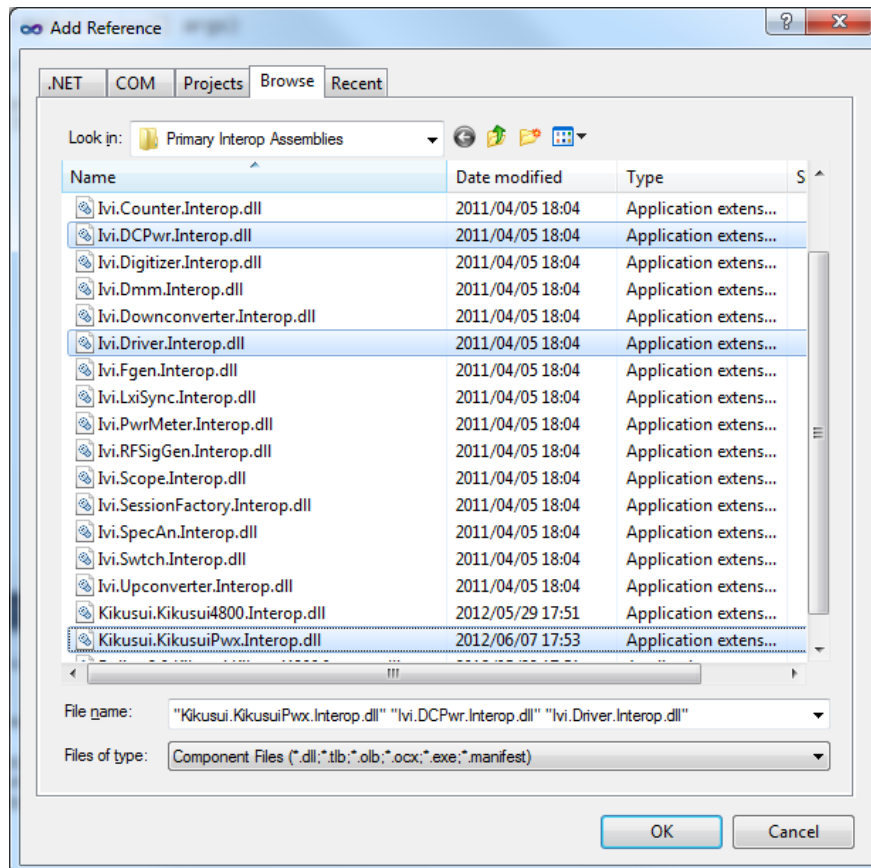 Add Reference
.NET COM Projects Browse Recent
Look in: Primary Interop Assemblies
Name Date modified Type S
Ivi.Counter.Interop.dll 2011/04/05 18:04 Application extens...
Ivi.DCPwr.Interop.dll 2011/04/05 18:04 Application extens...
Ivi.Digitizer.Interop.dll 2011/04/05 18:04 Application extens...
Ivi.Dmm.Interop.dll 2011/04/05 18:04 Application extens...
Ivi.Downconverter.Interop.dll 2011/04/05 18:04 Application extens...
Ivi.Driver.Interop.dll 2011/04/05 18:04 Application extens...
Ivi.Fgen.Interop.dll 2011/04/05 18:04 Application extens...
Ivi.LxiSync.Interop.dll 2011/04/05 18:04 Application extens...
Ivi.PwrMeter.Interop.dll 2011/04/05 18:04 Application extens...
Ivi.RFSigGen.Interop.dll 2011/04/05 18:04 Application extens...
Ivi.Scope.Interop.dll 2011/04/05 18:04 Application extens...
Ivi.SessionFactory.Interop.dll 2011/04/05 18:04 Application extens...
Ivi.SpecAn.Interop.dll 2011/04/05 18:04 Application extens...
Ivi.Swtch.Interop.dll 2011/04/05 18:04 Application extens...
Ivi.Upconverter.Interop.dll 2011/04/05 18:04 Application extens...
Kikusui.Kikusui4800.Interop.dll 2012/05/29 17:51 Application extens...
Kikusui.KikusuiPwx.Interop.dll 2012/06/07 17:53 Application extens...
File name: "Kikusui.KikusuiPwx.Interop.dll" "Ivi.DCPwr.Interop.dll" "Ivi.Driver.Interop.dll"
Files of type: Component Files (*.dll;*.tlb;*.olb;*.ocx;*.exe;*.manifest)
OK Cancel